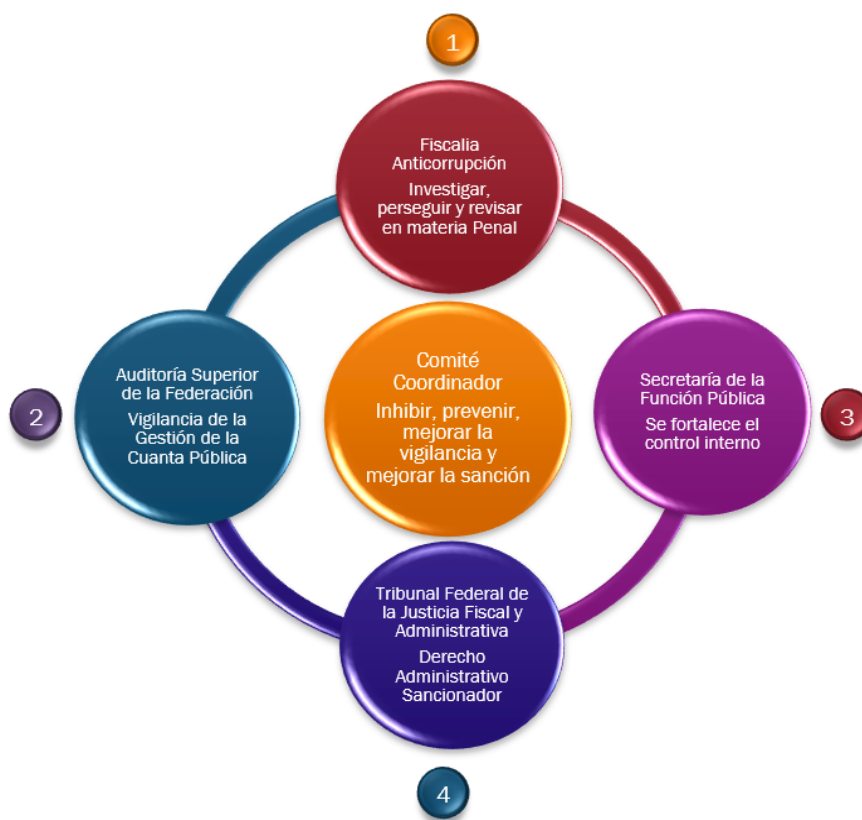 1
Fiscalia
Anticorrupción
Investigar,
perseguir y revisar
en materia Penal
2
Auditoría Superior
de la Federación
Vigilancia de la
Gestión de la
Cuanta Pública
Comité
Coordinador
Inhibir, prevenir,
mejorar la
vigilancia y
mejorar la sanción
Secretaría de la
Función Pública
Se fortalece el
control interno
3
Tribunal Federal de
la Justicia Fiscal y
Administrativa
Derecho
Administrativo
Sancionador
4